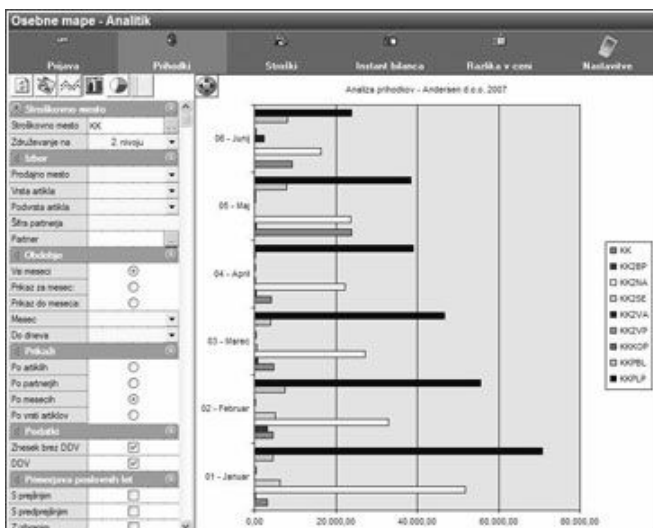 Osebne mape - Analitik
Prijava
Prihodki
Stroški
Instant bilanca
Razlika v ceni
Nastavitve
Stroškovno mesto
Stroškovno mesto KK ...
Združevanje na 2. nivoju
Izbor
Prodajno mesto
Vrsta artikla
Podvrsta artikla
Šifra partnerja
Partner ...
Obdobje
Vsi meseci
Prikaz za mesec:
Prikaz do meseca:
Mesec
Do dneva
Prikazi
Po artiklih
Po partnerjih
Po mesecih
Po vrsti artiklov
Podatki
Znesek brez DDV
DDV
Primerjava poslovnih let
S prejšnjim
S predprejšnjim
Analiza prihodkov - Andersen d.o.o. 2007
06 - Junij
05 - Maj
04 - April
03 - Marec
02 - Februar
01 - Januar
0,00
20.000,00
40.000,00
60.000,00
80.000,00
KK
KK2BP
KK2NA
KK2SE
KK2VA
KK2VP
KKKOP
KKPBL
KKPLP